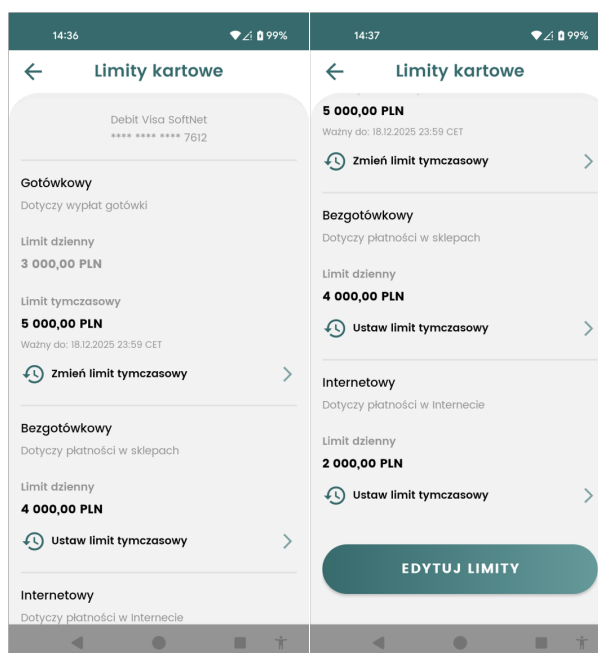 14:36
99%
Limity kartowe
Debit Visa SoftNet
**** **** **** 7612
Gotówkowy
Dotyczy wypłat gotówki
Limit dzienny
3 000,00 PLN
Limit tymczasowy
5 000,00 PLN
Ważny do: 18.12.2025 23:59 CET
Zmień limit tymczasowy
Bezgotówkowy
Dotyczy płatności w sklepach
Limit dzienny
4 000,00 PLN
Ustaw limit tymczasowy
Internetowy
Dotyczy płatności w Internecie
14:37
99%
Limity kartowe
5 000,00 PLN
Ważny do: 18.12.2025 23:59 CET
Zmień limit tymczasowy
Bezgotówkowy
Dotyczy płatności w sklepach
Limit dzienny
4 000,00 PLN
Ustaw limit tymczasowy
Internetowy
Dotyczy płatności w Internecie
Limit dzienny
2 000,00 PLN
Ustaw limit tymczasowy
EDYTUJ LIMITY